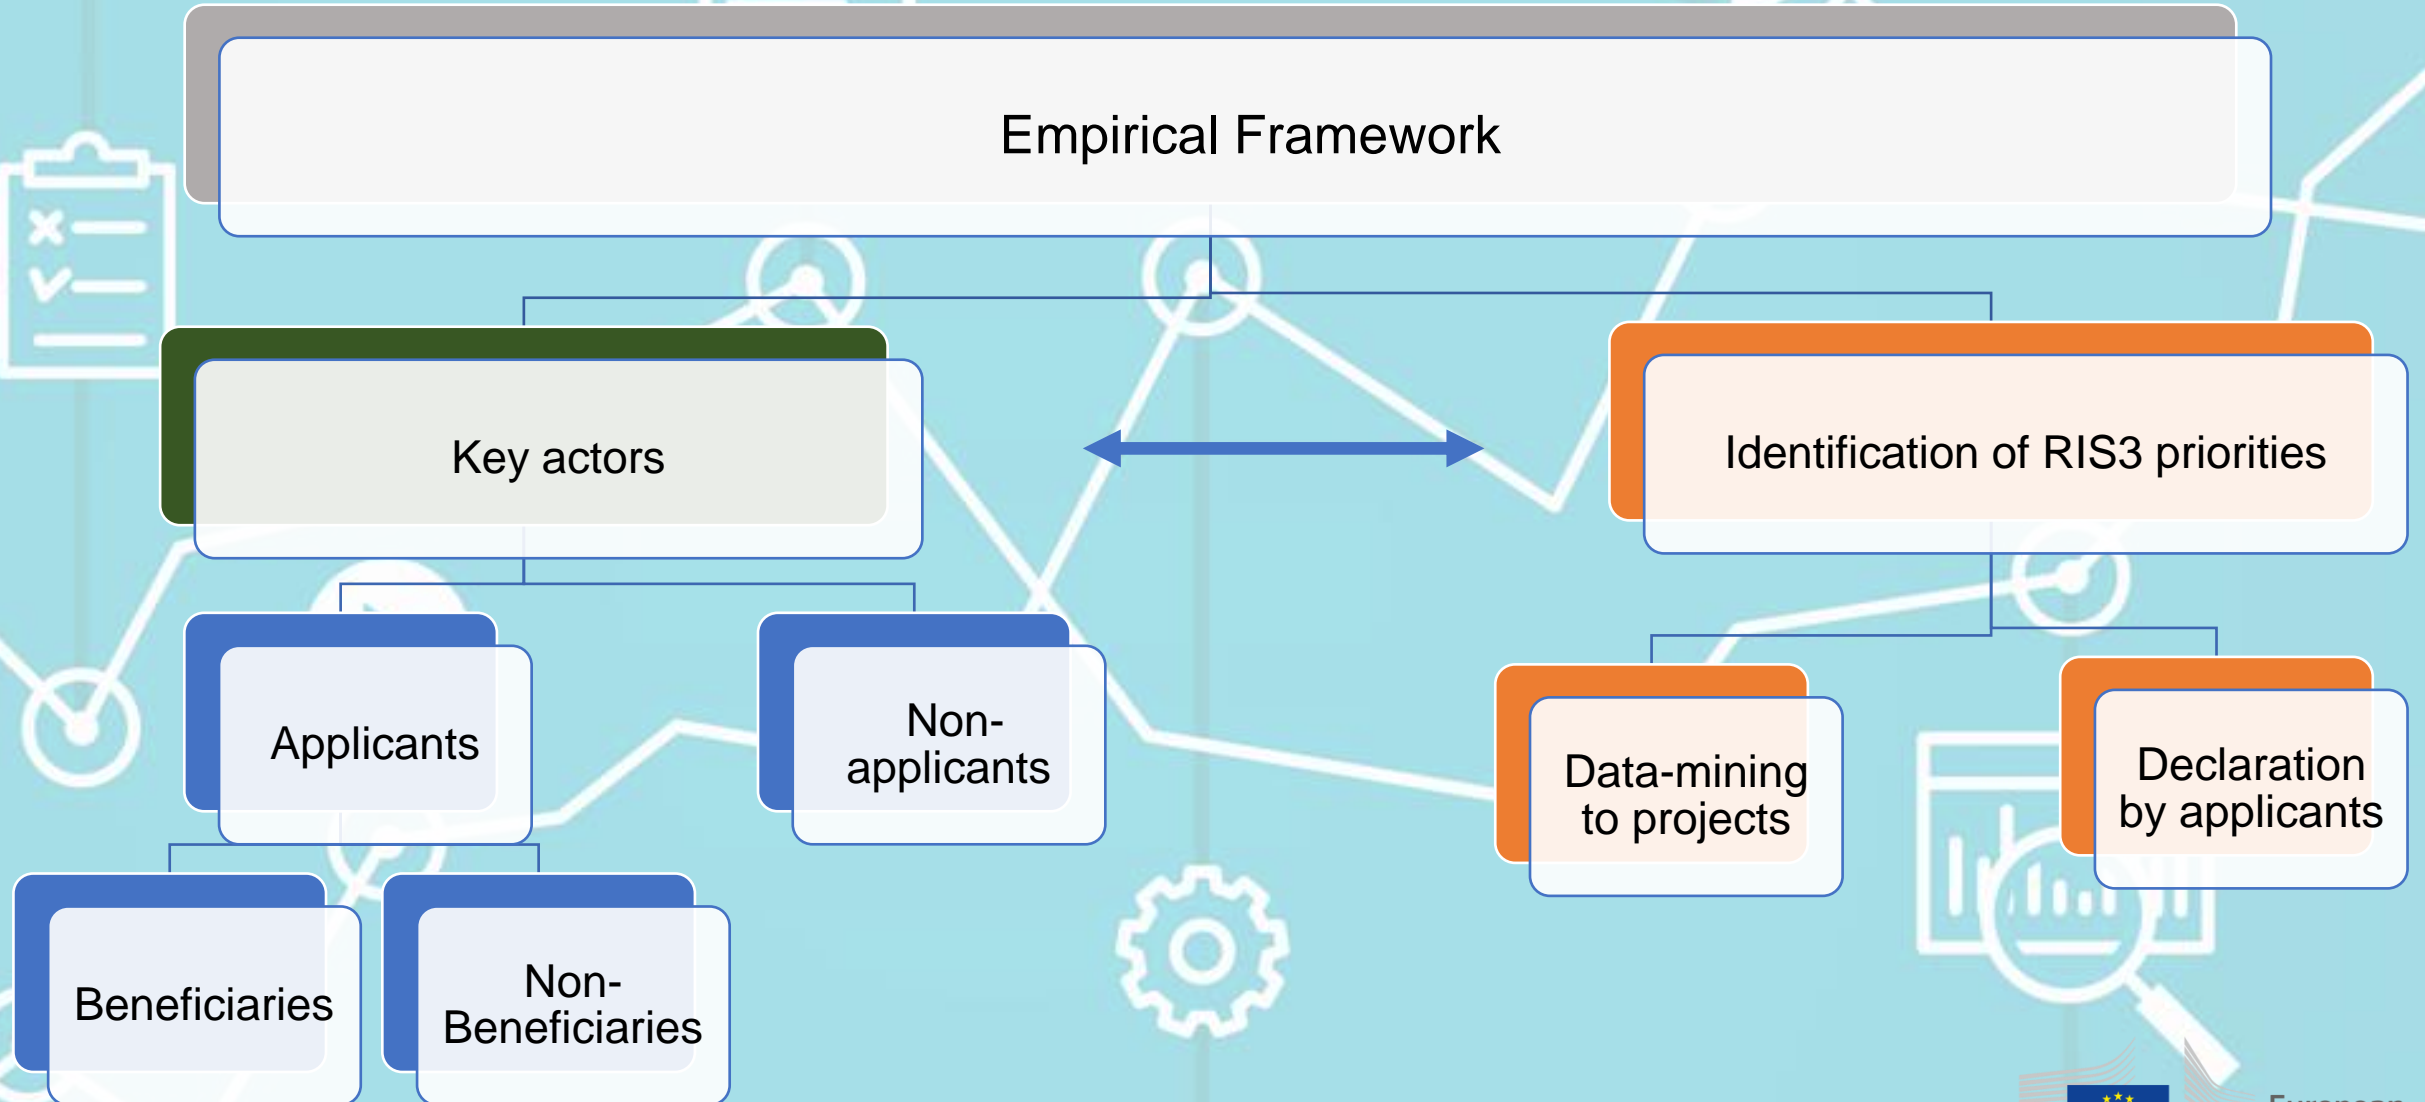 Empirical Framework
Key actors
Identification of RIS3 priorities
Applicants
Non-
applicants
Data-mining
to projects
Declaration
by applicants
Beneficiaries
Non-
Beneficiaries